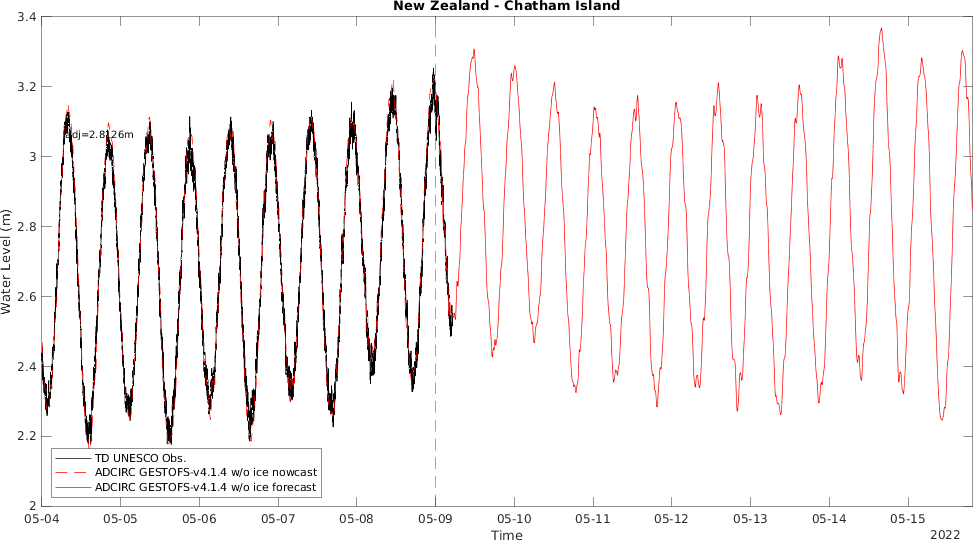 New Zealand - Chatham Island
3.4
3.2
3
2.8
2.6
2.4
2.2
2
Water Level (m)
adj=2.8126m
TD UNESCO Obs.
ADCIRC GESTOFS-v4.1.4 w/o ice nowcast
ADCIRC GESTOFS-v4.1.4 w/o ice forecast
05-04 05-05 05-06 05-07 05-08 05-09 05-10 05-11 05-12 05-13 05-14 05-15
Time
2022